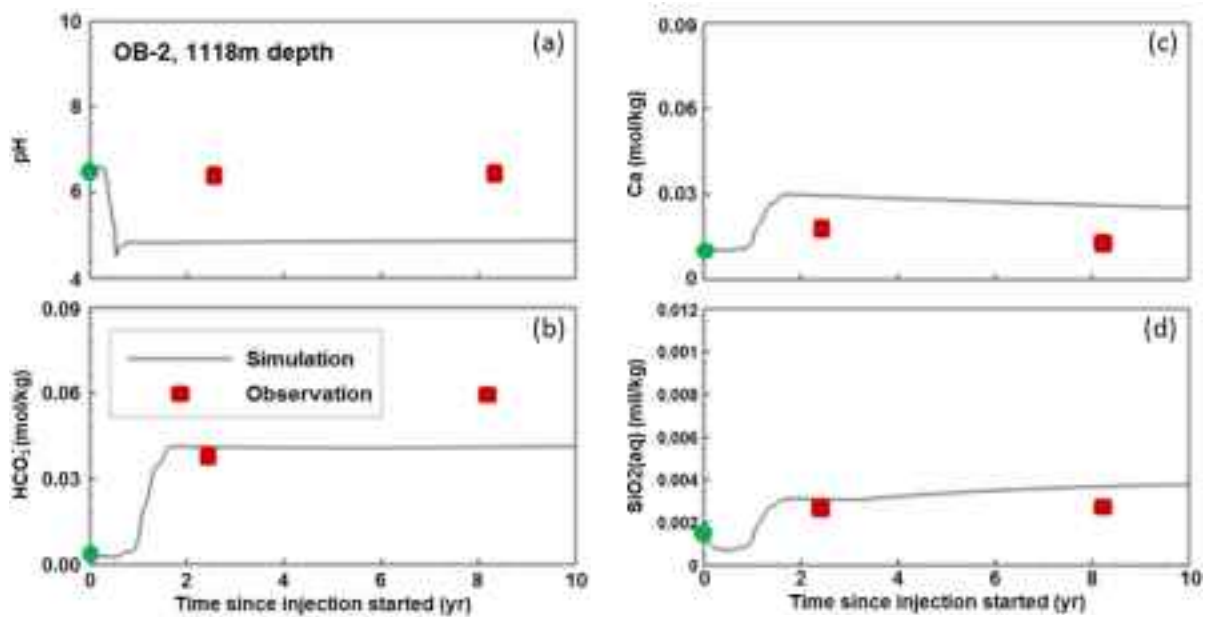 10
OB-2, 1118m depth
(a)
8
pH
6
4
0.09
(c)
0.06
Ca (mol/kg)
0.03
0
0.09
(b)
Simulation
0.06
Observation
HCO₃⁻(mol/kg)
0.03
0.00
0 2 4 6 8 10
Time since injection started (yr)
0.012
(d)
0.011
0.008
0.006
SiO2(aq) (mil/kg)
0.004
0.002
0
0 2 4 6 8 10
Time since injection started (yr)